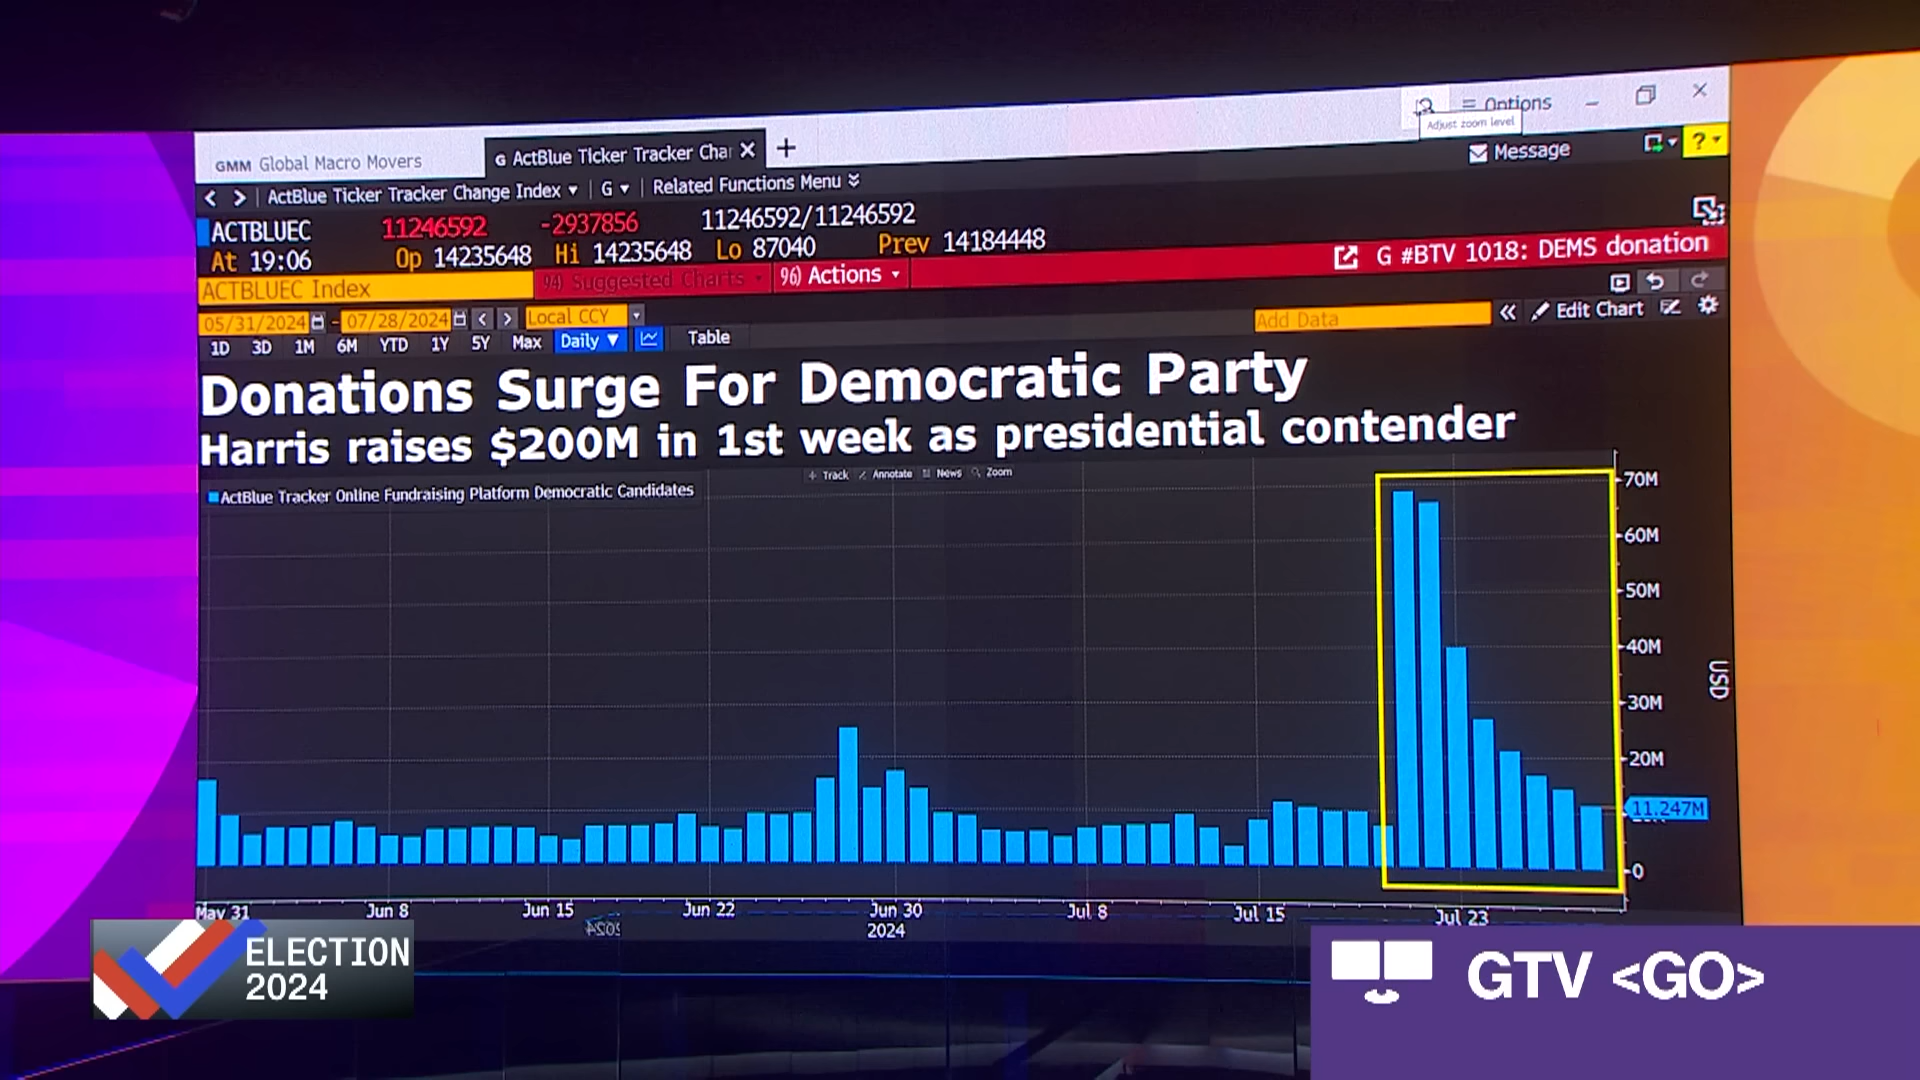 Options
Adjust zoom level
GMM Global Macro Movers
G ActBlue Ticker Tracker Cha
Message
?
ActBlue Ticker Tracker Change Index
G
Related Functions Menu
ACTBLUEC 11246592 -2937856 11246592/11246592
At 19:06 Op 14235648 Hi 14235648 Lo 87040 Prev 14184448
G #BTV 1018: DEMS donation
ACTBLUEC Index
94) Suggested Charts
96) Actions
05/31/2024 - 07/28/2024
Local CCY
Add Data
Edit Chart
1D 3D 1M 6M YTD 1Y 5Y Max Daily Table
Donations Surge For Democratic Party
Harris raises $200M in 1st week as presidential contender
Track Annotate News Zoom
ActBlue Tracker Online Fundraising Platform Democratic Candidates
70M
60M
50M
40M
30M
20M
11.247M
0
USD
May 31 Jun 8 Jun 15 Jun 22 Jun 30 Jul 8 Jul 15 Jul 23
2024
ELECTION
2024
GTV <GO>